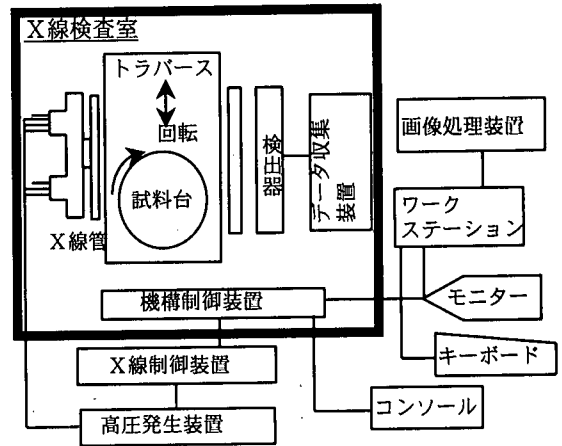 X線検査室
トラバース
回転
試料台
X線管
検圧器
データ収集
装置
画像処理装置
ワーク
ステーション
モニター
キーボード
コンソール
機構制御装置
X線制御装置
高圧発生装置